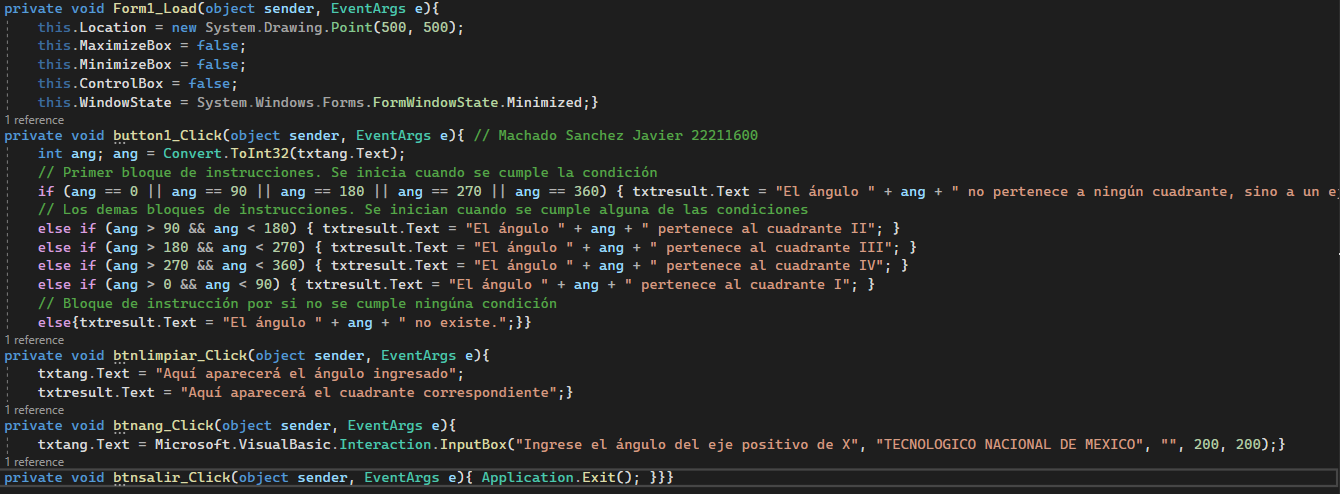 private void Form1_Load(object sender, EventArgs e){
this.Location = new System.Drawing.Point(500, 500);
this.MaximizeBox = false;
this.MinimizeBox = false;
this.ControlBox = false;
this.WindowState = System.Windows.Forms.FormWindowState.Minimized;}
1 reference
private void button1_Click(object sender, EventArgs e){ // Machado Sanchez Javier 22211600
int ang; ang = Convert.ToInt32(txtang.Text);
// Primer bloque de instrucciones. Se inicia cuando se cumple la condición
if (ang == 0 || ang == 90 || ang == 180 || ang == 270 || ang == 360) { txtresult.Text = "El ángulo " + ang + " no pertenece a ningún cuadrante, sino a un ej
// Los demas bloques de instrucciones. Se inician cuando se cumple alguna de las condiciones
else if (ang > 90 && ang < 180) { txtresult.Text = "El ángulo " + ang + " pertenece al cuadrante II"; }
else if (ang > 180 && ang < 270) { txtresult.Text = "El ángulo " + ang + " pertenece al cuadrante III"; }
else if (ang > 270 && ang < 360) { txtresult.Text = "El ángulo " + ang + " pertenece al cuadrante IV"; }
else if (ang > 0 && ang < 90) { txtresult.Text = "El ángulo " + ang + " pertenece al cuadrante I"; }
// Bloque de instrucción por si no se cumple ningúna condición
else{txtresult.Text = "El ángulo " + ang + " no existe.";}}
1 reference
private void btnlimpiar_Click(object sender, EventArgs e){
txtang.Text = "Aquí aparecerá el ángulo ingresado";
txtresult.Text = "Aquí aparecerá el cuadrante correspondiente";}
1 reference
private void btnang_Click(object sender, EventArgs e){
txtang.Text = Microsoft.VisualBasic.Interaction.InputBox("Ingrese el ángulo del eje positivo de X", "TECNOLOGICO NACIONAL DE MEXICO", "", 200, 200);}
1 reference
private void btnsalir_Click(object sender, EventArgs e){ Application.Exit(); }}}